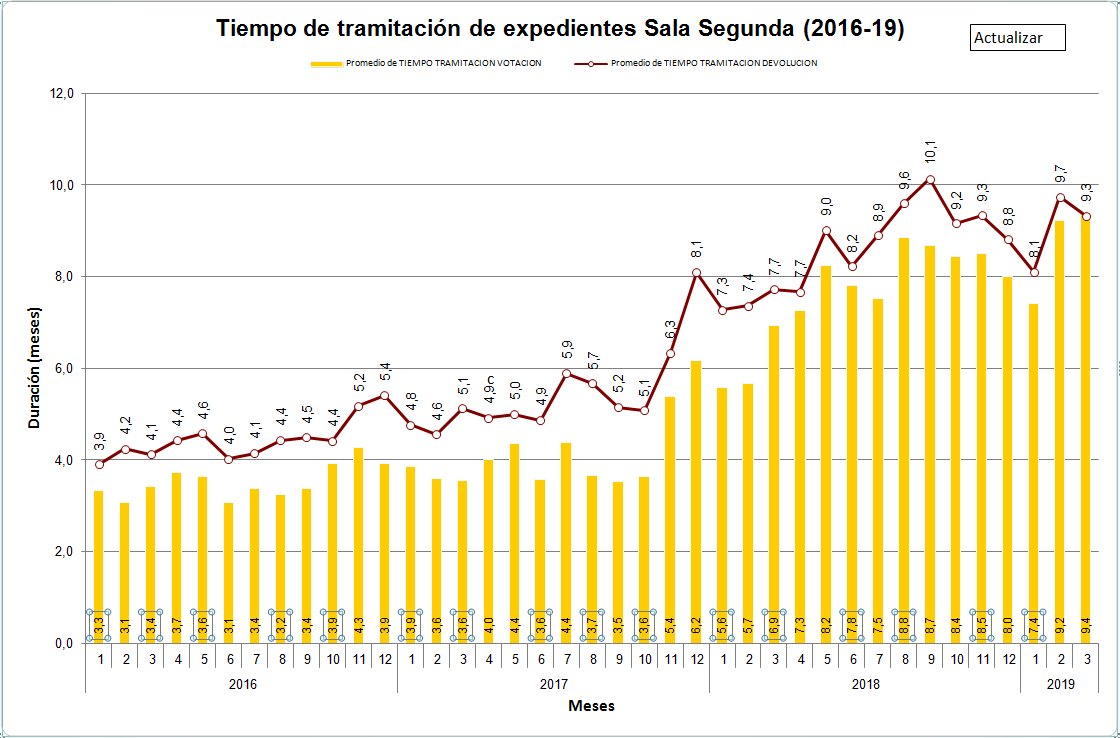 Tiempo de tramitación de expedientes Sala Segunda (2016-19)
Actualizar
Promedio de TIEMPO TRAMITACION VOTACION Promedio de TIEMPO TRAMITACION DEVOLUCION
12,0
10,0
8,0
6,0
4,0
2,0
0,0
Duración (meses)
3,9 4,2 4,1 4,4 4,6 4,0 4,1 4,4 4,5 4,4 5,2 5,4 4,8 4,6 5,1 4,9 5,0 4,9 5,9 5,7 5,2 5,1 6,3 8,1 7,3 7,4 7,7 7,7 9,0 8,2 8,9 9,6 10,1 9,2 9,3 8,8 8,1 9,7 9,3
3,3 3,1 3,4 3,7 3,6 3,1 3,4 3,2 3,4 3,9 4,3 3,9 3,9 3,6 3,6 4,0 4,4 3,6 4,4 3,7 3,5 3,6 5,4 6,2 5,6 5,7 6,9 7,3 8,2 7,8 7,5 8,8 8,7 8,4 8,5 8,0 7,4 9,2 9,4
1 2 3 4 5 6 7 8 9 10 11 12 1 2 3 4 5 6 7 8 9 10 11 12 1 2 3 4 5 6 7 8 9 10 11 12 1 2 3
2016 2017 2018 2019
Meses